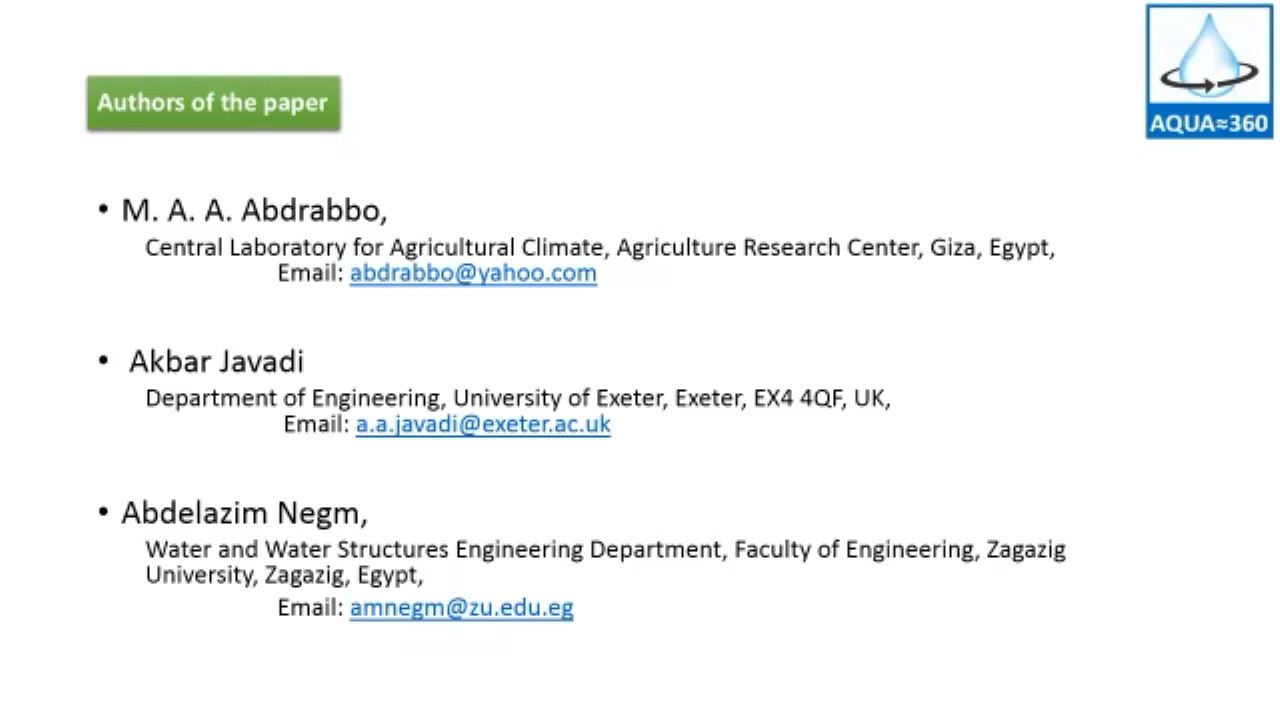 AQUA≈360
Authors of the paper
• M. A. A. Abdrabbo,
Central Laboratory for Agricultural Climate, Agriculture Research Center, Giza, Egypt,
Email: abdrabbo@yahoo.com
• Akbar Javadi
Department of Engineering, University of Exeter, Exeter, EX4 4QF, UK,
Email: a.a.javadi@exeter.ac.uk
• Abdelazim Negm,
Water and Water Structures Engineering Department, Faculty of Engineering, Zagazig
University, Zagazig, Egypt,
Email: amnegm@zu.edu.eg